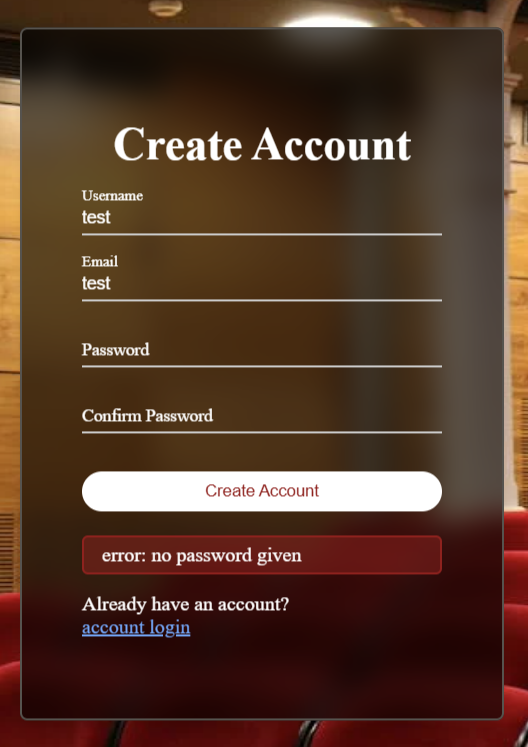 Create Account
Username
test
Email
test
Password
Confirm Password
Create Account
error: no password given
Already have an account?
account login